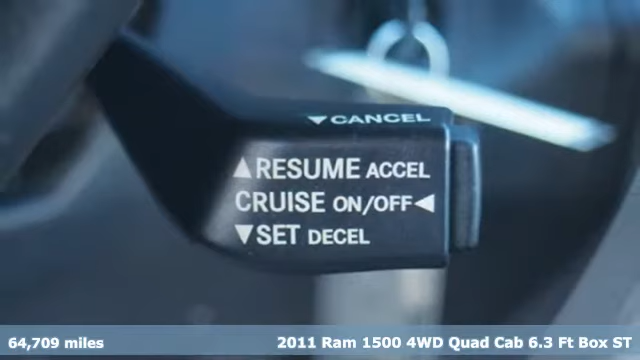 ▼CANCEL
▲RESUME ACCEL
CRUISE ON/OFF◀
▼SET DECEL
64,709 miles
2011 Ram 1500 4WD Quad Cab 6.3 Ft Box ST